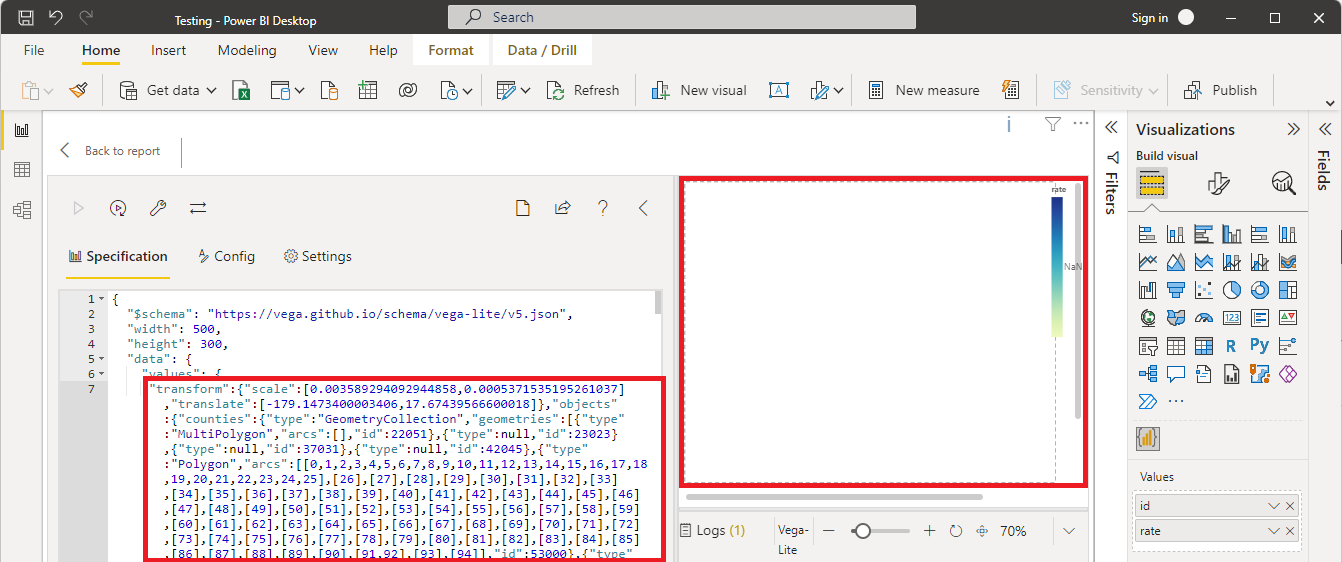 Testing - Power BI Desktop
Search
Sign in
File Home Insert Modeling View Help Format Data / Drill
Get data Refresh New visual New measure Sensitivity Publish
Back to report
Specification Config Settings
1 {
2 "$schema": "https://vega.github.io/schema/vega-lite/v5.json",
3 "width": 500,
4 "height": 300,
5 "data": {
6 "values": {
7 "transform":{"scale":[0.003589294092944858,0.00053715351952610​37]
,"translate":[-179.1473400003406,17.67439566600018]},"objects"
:{"counties":{"type":"GeometryCollection","geometries":[{"type"
:"MultiPolygon","arcs":[],"id":22051},{"type":null,"id":23023}
,{"type":null,"id":37031},{"type":null,"id":42045},{"type"
:"Polygon","arcs":[[0,1,2,3,4,5,6,7,8,9,10,11,12,13,14,15,16,17,18
,19,20,21,22,23,24,25],[26],[27],[28],[29],[30],[31],[32],[33]
,[34],[35],[36],[37],[38],[39],[40],[41],[42],[43],[44],[45],[46]
,[47],[48],[49],[50],[51],[52],[53],[54],[55],[56],[57],[58],[59]
,[60],[61],[62],[63],[64],[65],[66],[67],[68],[69],[70],[71],[72]
,[73],[74],[75],[76],[77],[78],[79],[80],[81],[82],[83],[84],[85]
,[86],[87],[88],[89],[90],[91,92],[93],[94]],"id":53000},{"type"
rate
NaN
Logs (1)
Vega-
Lite
70%
Filters
Visualizations
Build visual
123
R Py
Values
id
rate
Fields